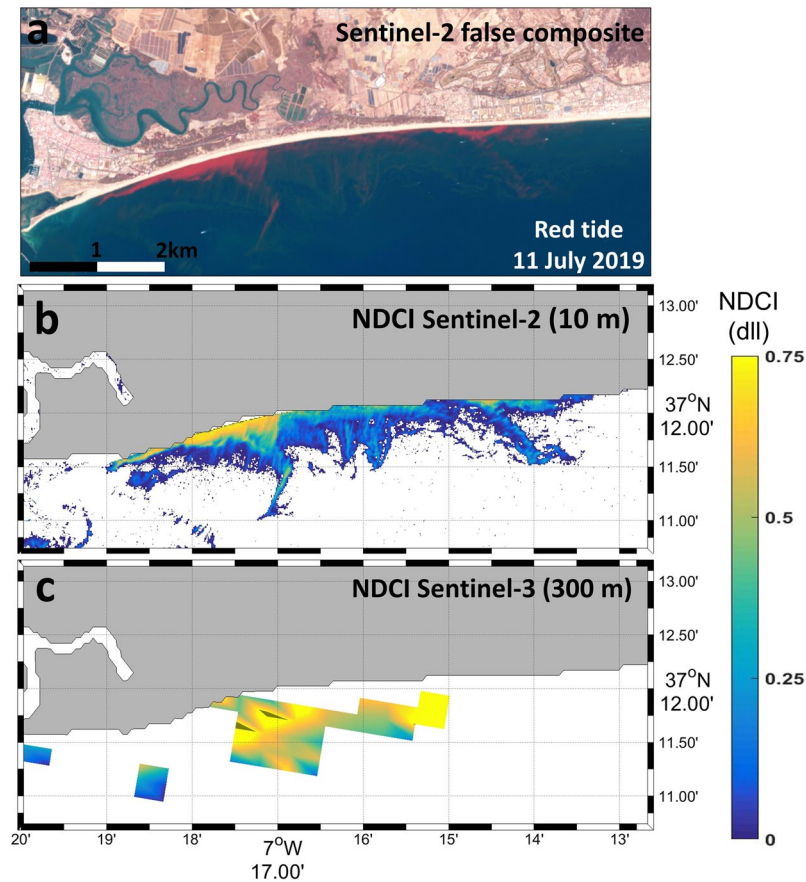 a
Sentinel-2 false composite
1 2km
Red tide
11 July 2019
b
NDCI Sentinel-2 (10 m)
13.00'
12.50'
37°N
12.00'
11.50'
11.00'
c
NDCI Sentinel-3 (300 m)
13.00'
12.50'
37°N
12.00'
11.50'
11.00'
20' 19' 18' 7°W 16' 15' 14' 13'
17.00'
NDCI
(dll)
0.75
0.5
0.25
0